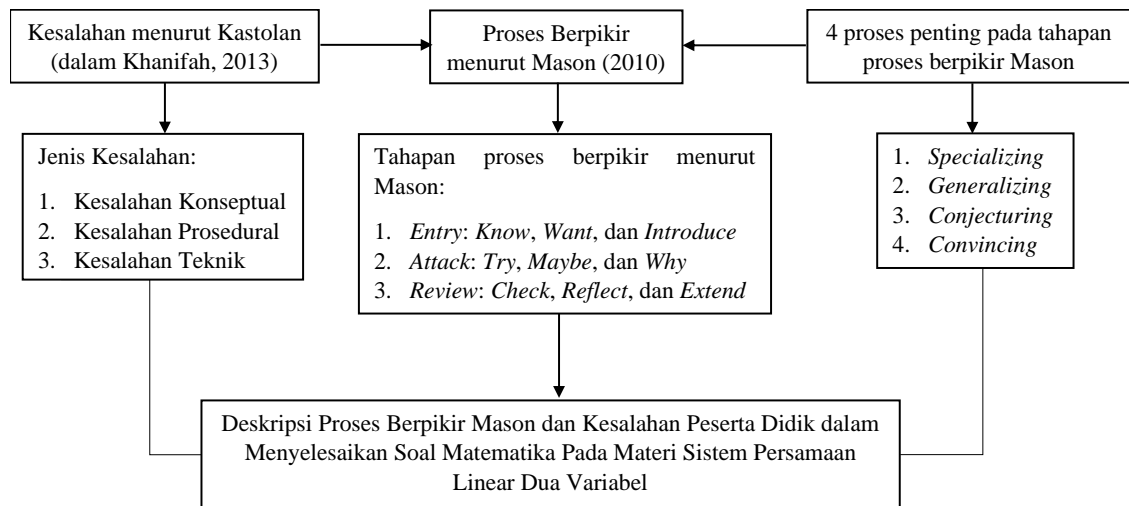 Kesalahan menurut Kastolan
(dalam Khanifah, 2013)
Proses Berpikir
menurut Mason (2010)
4 proses penting pada tahapan
proses berpikir Mason
Jenis Kesalahan:
1. Kesalahan Konseptual
2. Kesalahan Prosedural
3. Kesalahan Teknik
Tahapan proses berpikir menurut
Mason:
1. Entry: Know, Want, dan Introduce
2. Attack: Try, Maybe, dan Why
3. Review: Check, Reflect, dan Extend
1. Specializing
2. Generalizing
3. Conjecturing
4. Convincing
Deskripsi Proses Berpikir Mason dan Kesalahan Peserta Didik dalam
Menyelesaikan Soal Matematika Pada Materi Sistem Persamaan
Linear Dua Variabel